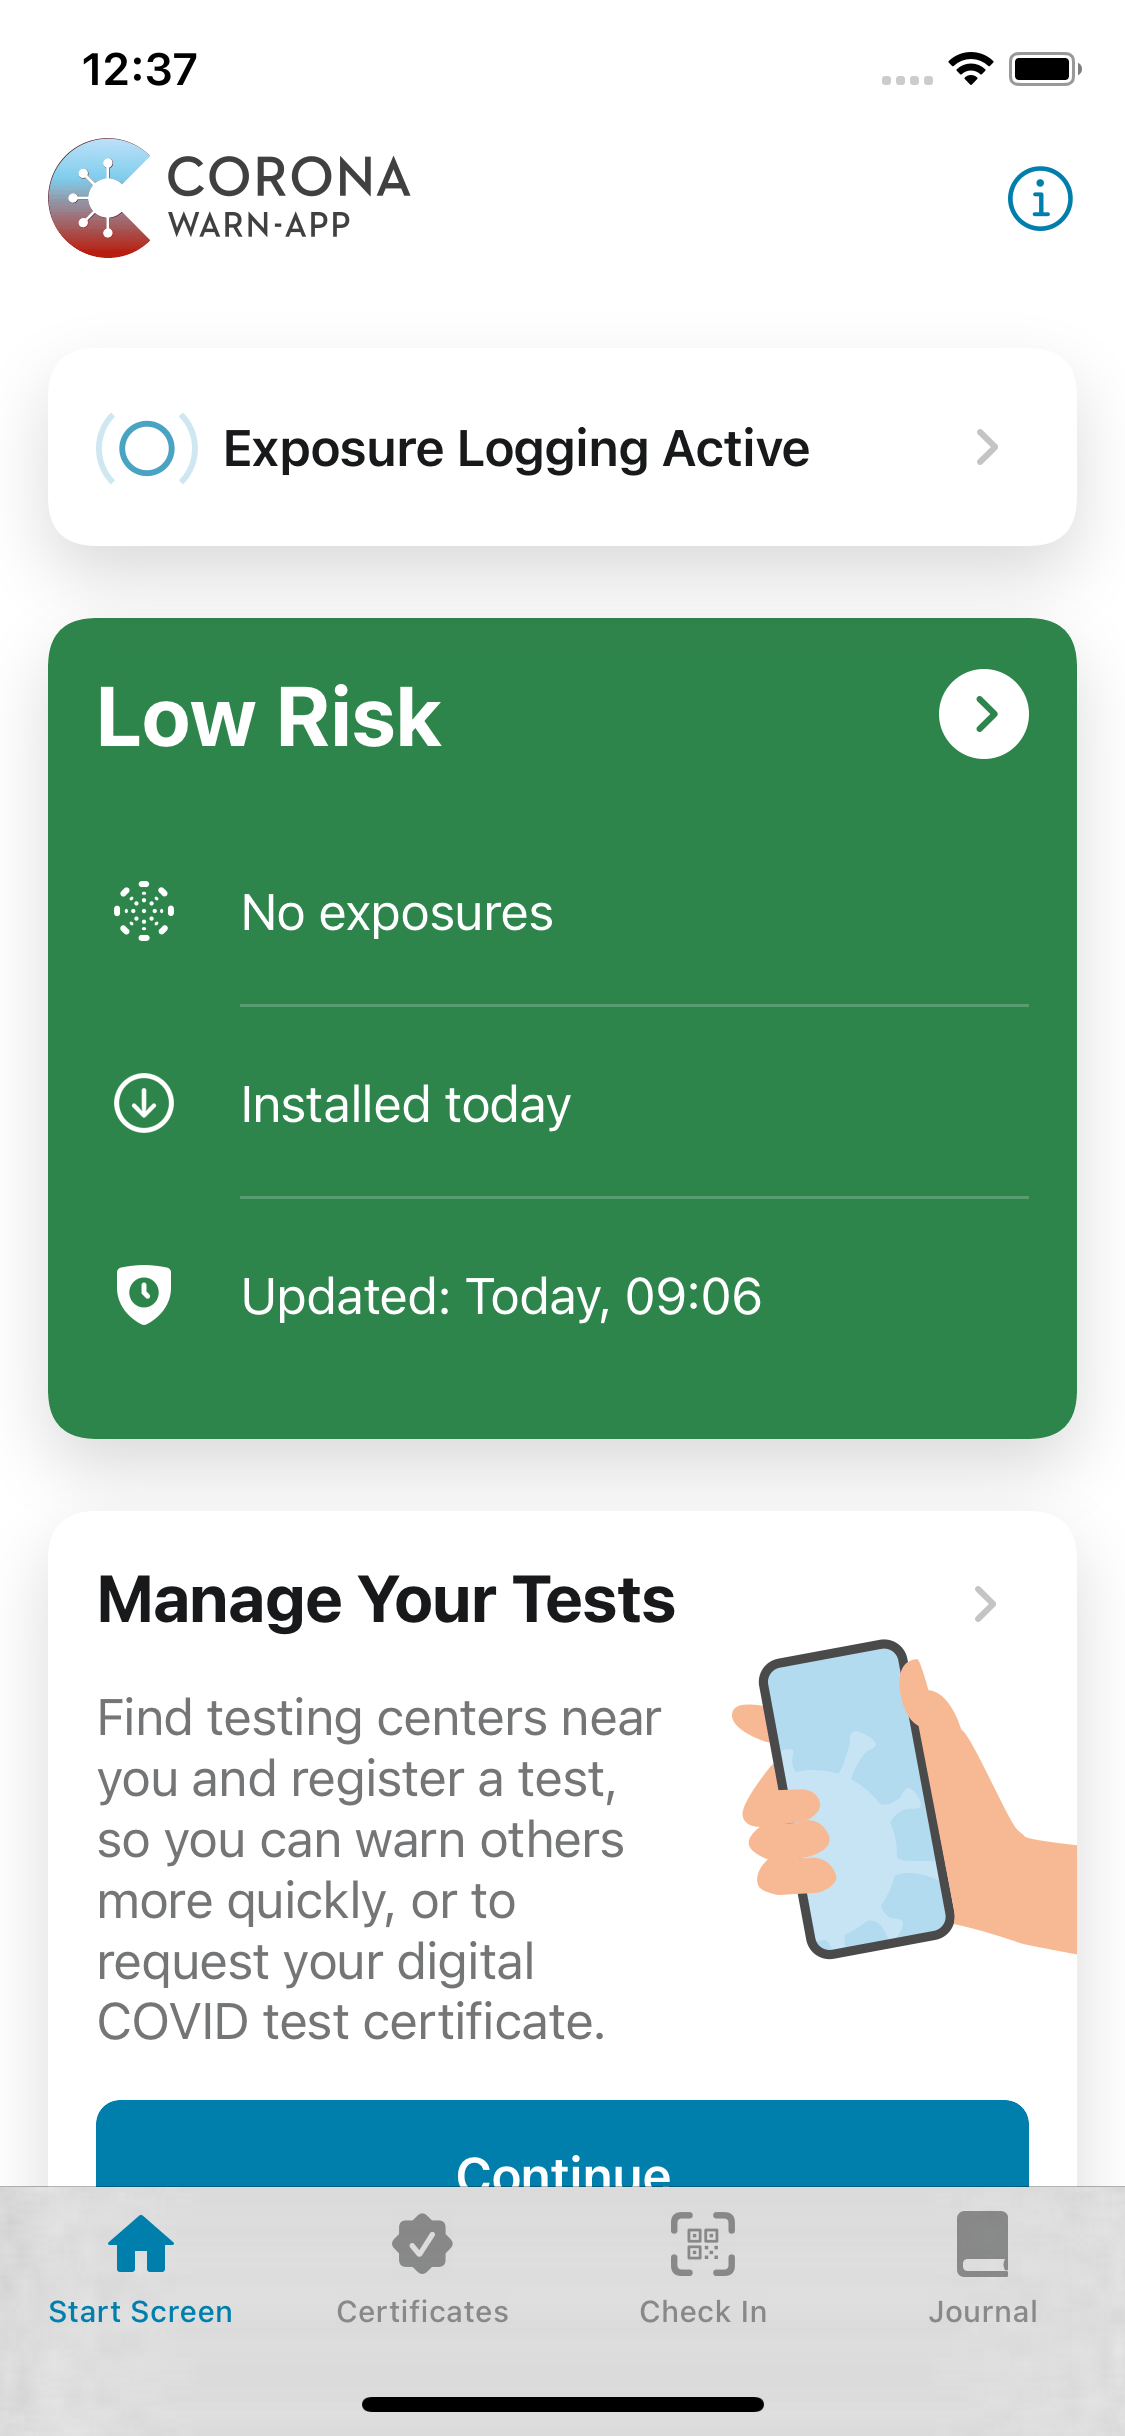 12:37
CORONA
WARN-APP
Exposure Logging Active
Low Risk
No exposures
Installed today
Updated: Today, 09:06
Manage Your Tests
Find testing centers near
you and register a test,
so you can warn others
more quickly, or to
request your digital
COVID test certificate.
Continue
Start Screen
Certificates
Check In
Journal